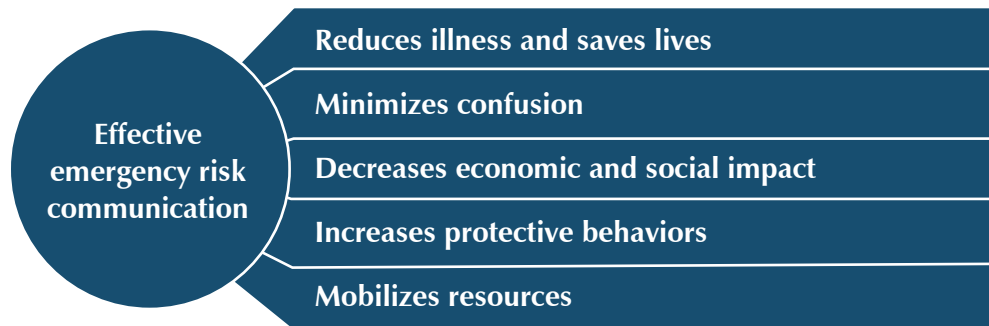 Effective
emergency risk
communication
Reduces illness and saves lives
Minimizes confusion
Decreases economic and social impact
Increases protective behaviors
Mobilizes resources